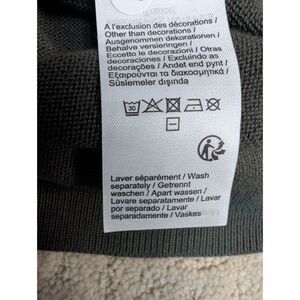 A l'exclusion des décorations /
Other than decorations /
Ausgenommen dekorationen /
Behalve versieringen /
Eccetto le decorazioni / Otras
decoraciones / Excluindo as
decorações / Andet end pynt /
Εξαιρούνται τα διακοσμητικά /
Süslemeler dışında
30
Laver séparément / Wash
separately / Getrennt
waschen / Apart wassen /
Lavare separatamente / Lavar
por separado / Lavar
separadamente / Vaskes